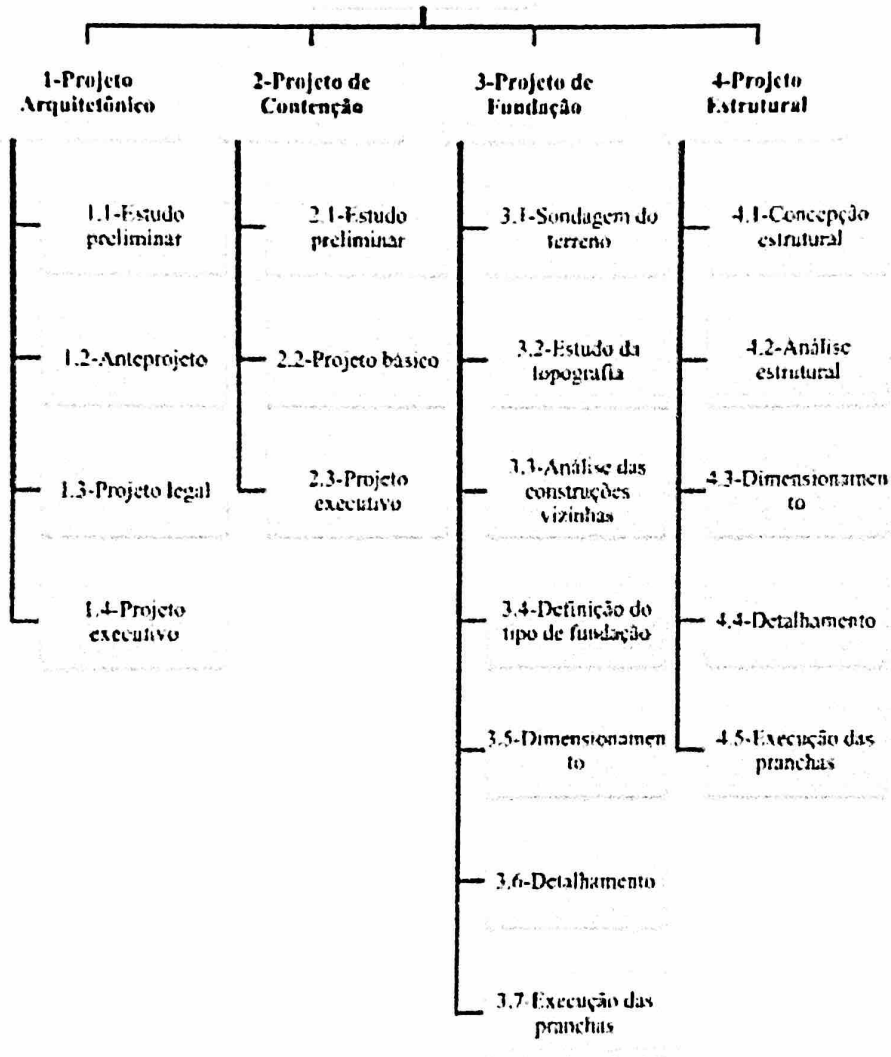 1-Projeto
Arquitetônico
1.1-Estudo
preliminar
1.2-Anteprojeto
1.3-Projeto legal
1.4-Projeto
executivo
2-Projeto de
Contenção
2.1-Estudo
preliminar
2.2-Projeto básico
2.3-Projeto
executivo
3-Projeto de
Fundação
3.1-Sondagem do
terreno
3.2-Estudo da
topografia
3.3-Análise das
construções
vizinhas
3.4-Definição do
tipo de fundação
3.5-Dimensionamen
to
3.6-Detalhamento
3.7-Execução das
pranchas
4-Projeto
Estrutural
4.1-Concepção
estrutural
4.2-Análise
estrutural
4.3-Dimensionamen
to
4.4-Detalhamento
4.5-Execução das
pranchas